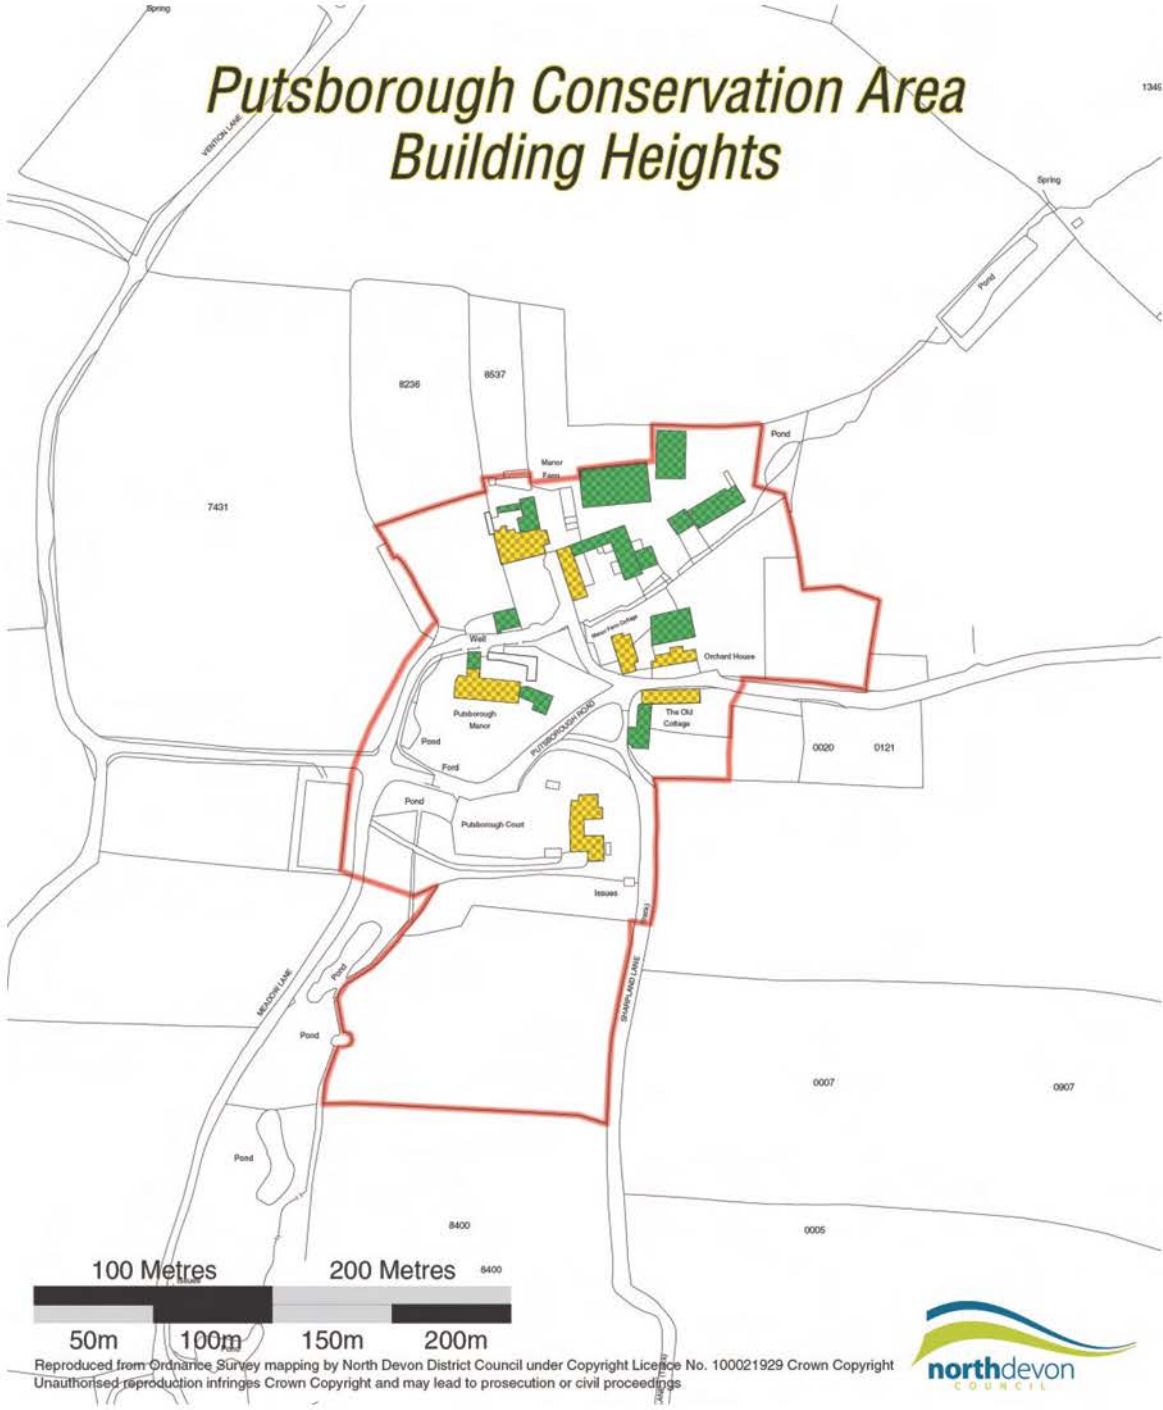 Spring
Putsborough Conservation Area
Building Heights
VENTION LANE
1349
Spring
Pond
8236
8537
Pond
Manor
Farm
7431
Manor Farm Cottage
Well
Orchard House
Putsborough
Manor
The Old
Cottage
PUTSBOROUGH ROAD
Pond
0020
0121
Ford
Pond
Putsborough Court
Issues
(Track)
Pond
MEADOW LANE
SHARPLAND LANE
Pond
0007
0907
Pond
8400
0005
100 Metres
200 Metres
8400
Issues
50m
100m
150m
200m
Pond
Reproduced from Ordnance Survey mapping by North Devon District Council under Copyright Licence No. 100021929 Crown Copyright
Unauthorised reproduction infringes Crown Copyright and may lead to prosecution or civil proceedings
northdevon
COUNCIL